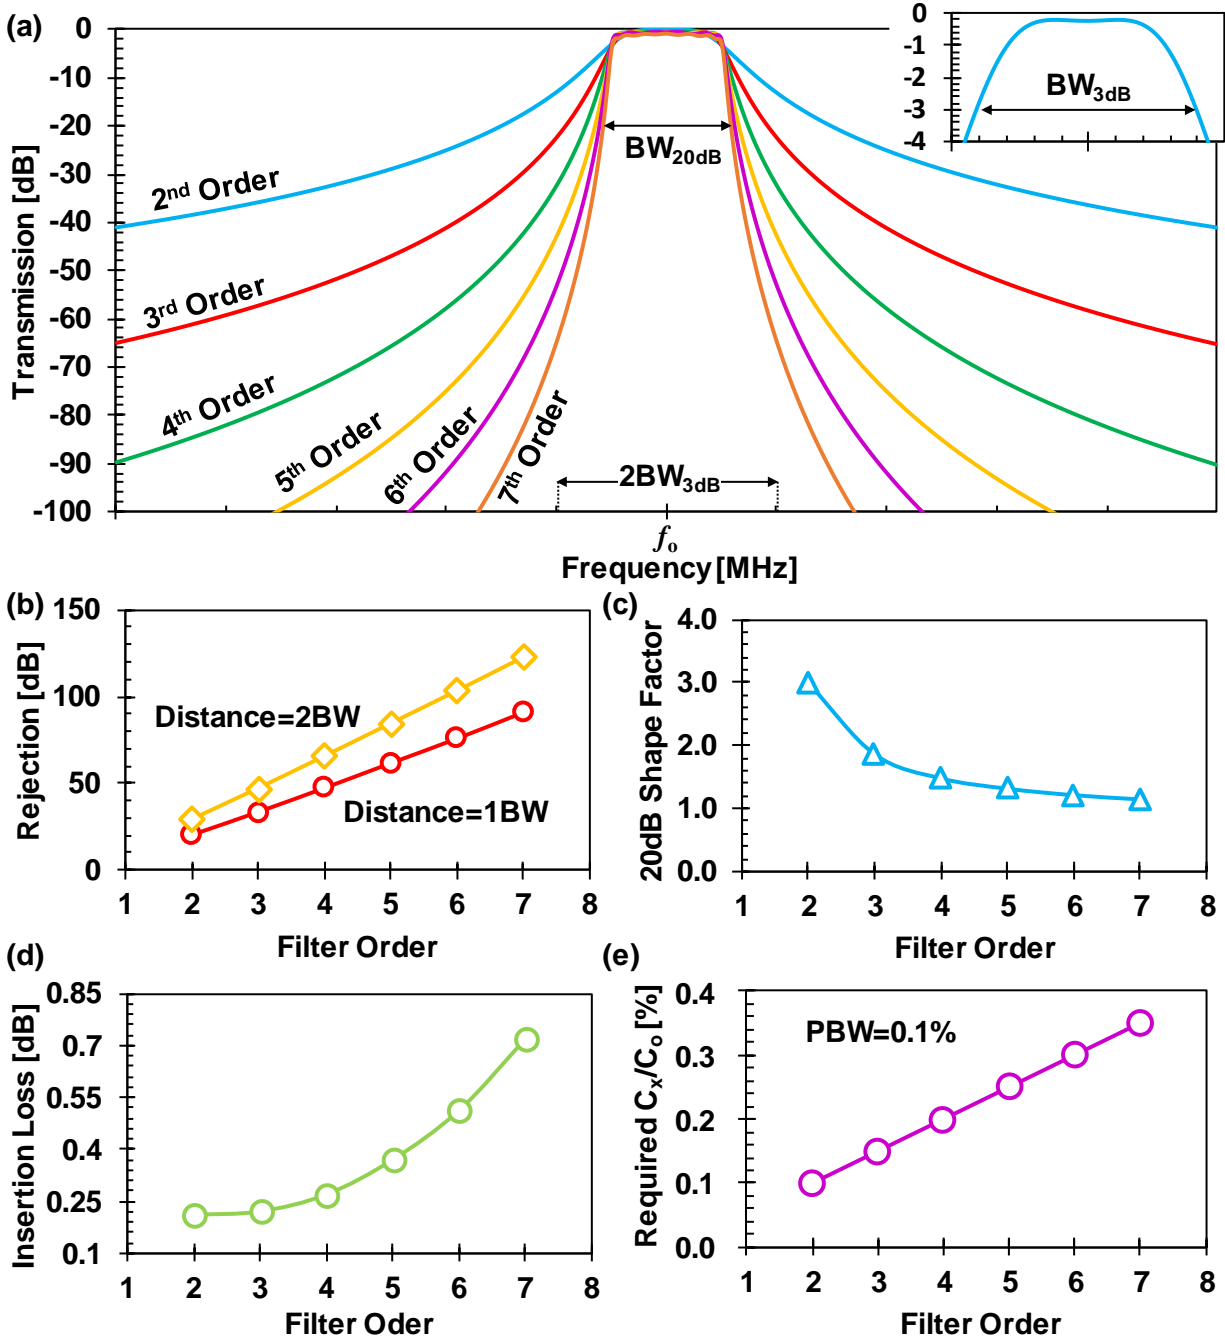 (a)
Transmission [dB]
0
-10
-20
-30
-40
-50
-60
-70
-80
-90
-100
2nd Order
3rd Order
4th Order
5th Order
6th Order
7th Order
BW20dB
2BW3dB
0
-1
-2
-3
-4
BW3dB
fo
Frequency [MHz]
(b)
Rejection [dB]
150
100
50
0
Distance=2BW
Distance=1BW
1 2 3 4 5 6 7 8
Filter Order
(c)
20dB Shape Factor
4.0
3.0
2.0
1.0
0.0
1 2 3 4 5 6 7 8
Filter Order
(d)
Insertion Loss [dB]
0.85
0.7
0.55
0.4
0.25
0.1
1 2 3 4 5 6 7 8
Filter Oder
(e)
Required Cx/Co [%]
0.4
0.3
0.2
0.1
0.0
PBW=0.1%
1 2 3 4 5 6 7 8
Filter Order